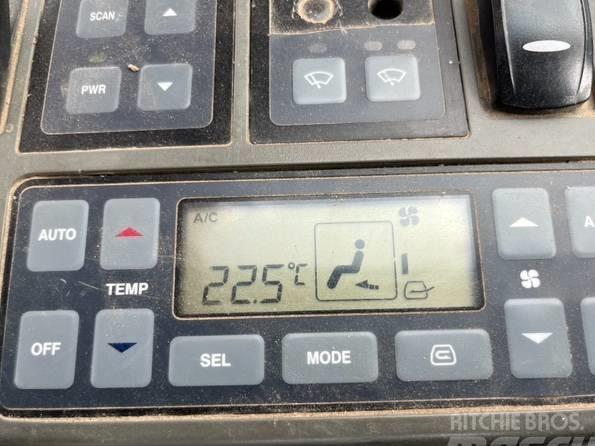 SCAN
PWR
AUTO
TEMP
OFF
A/C
22.5°C
SEL
MODE
A
RITCHIE BROS.